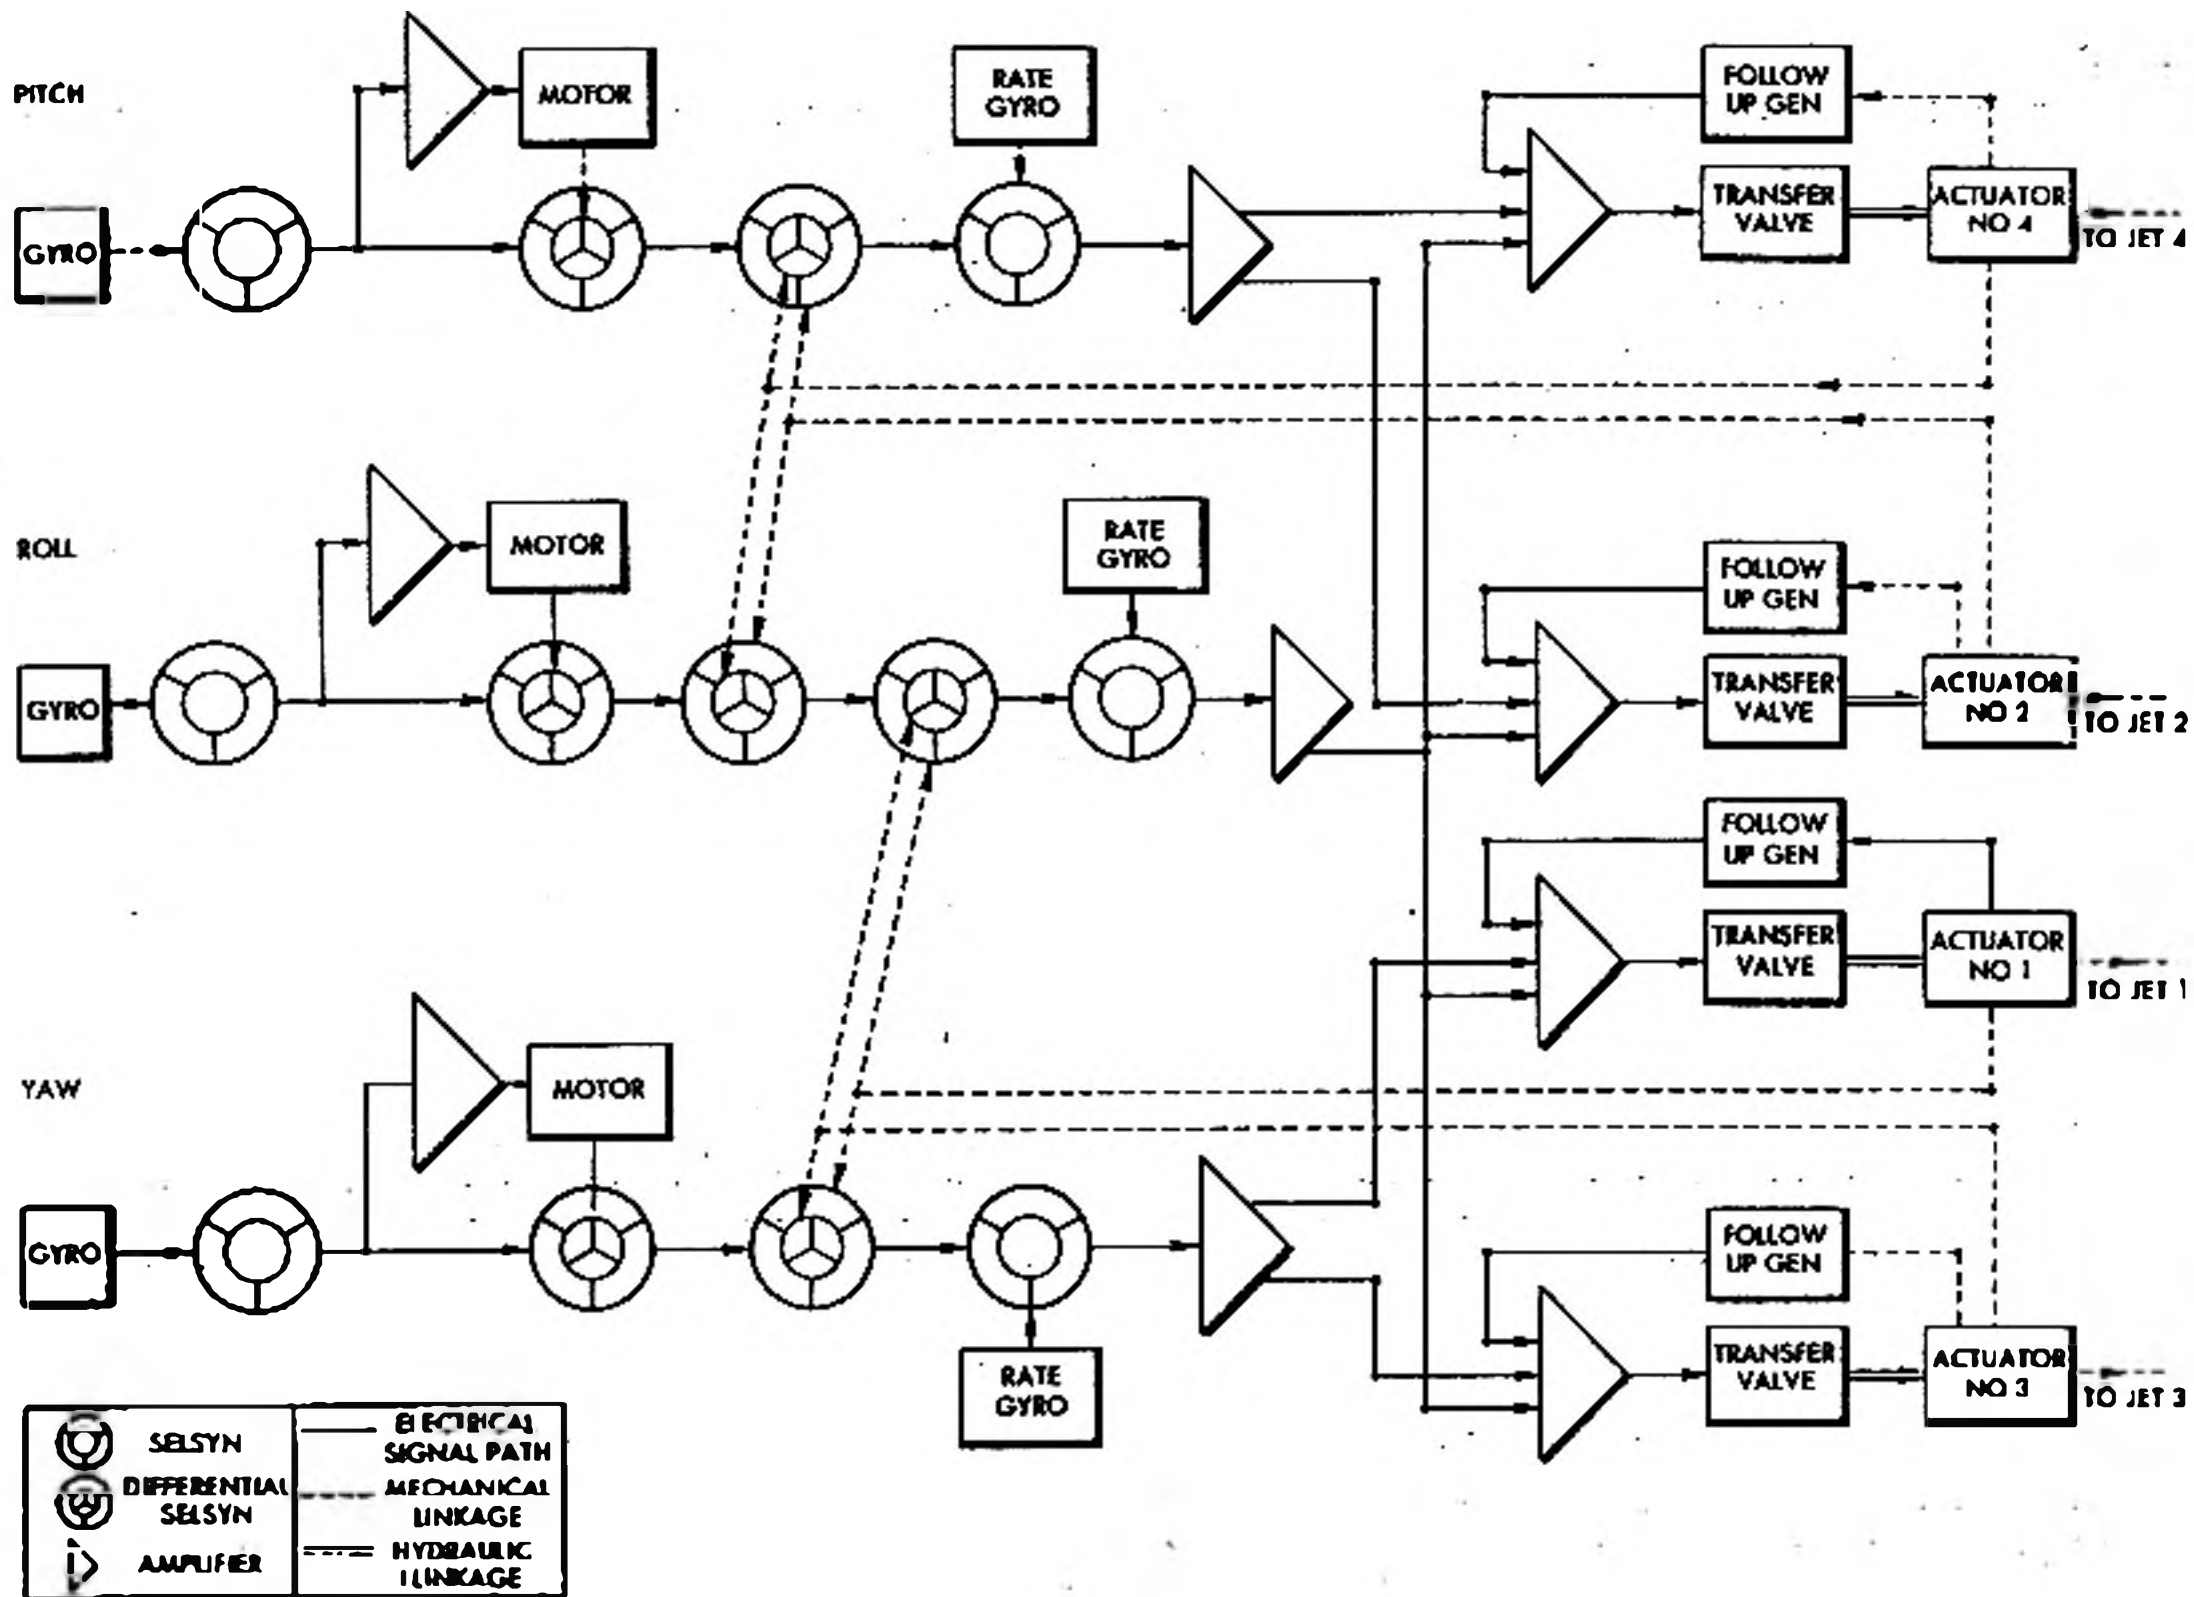 PITCH
MOTOR
RATE
GYRO
FOLLOW
UP GEN
GYRO
TRANSFER
VALVE
ACTUATOR
NO 4
TO JET 4
ROLL
MOTOR
RATE
GYRO
FOLLOW
UP GEN
GYRO
TRANSFER
VALVE
ACTUATOR
NO 2
TO JET 2
FOLLOW
UP GEN
TRANSFER
VALVE
ACTUATOR
NO 1
TO JET 1
YAW
MOTOR
GYRO
FOLLOW
UP GEN
RATE
GYRO
TRANSFER
VALVE
ACTUATOR
NO 3
TO JET 3
SELSYN
DIFFERENTIAL
SELSYN
AMPLIFIER
ELECTRICAL
SIGNAL PATH
MECHANICAL
LINKAGE
HYDRAULIC
LINKAGE